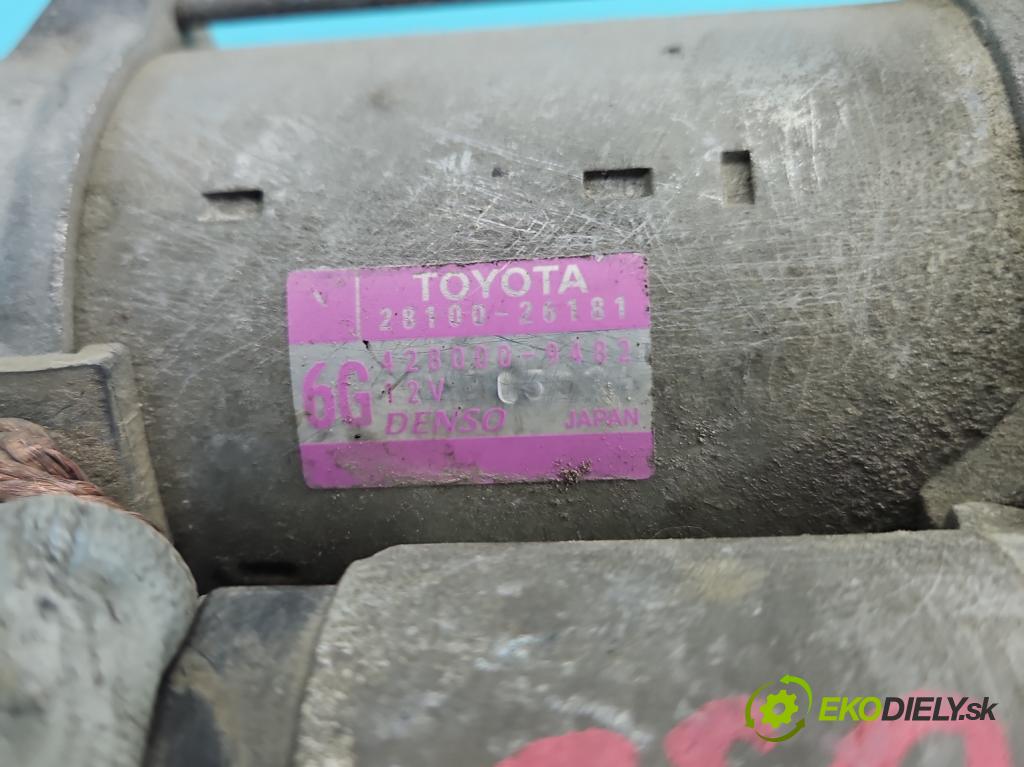 TOYOTA
28100-26181
6G
428000-9482
12V
DENSO JAPAN
EKODIELY.sk